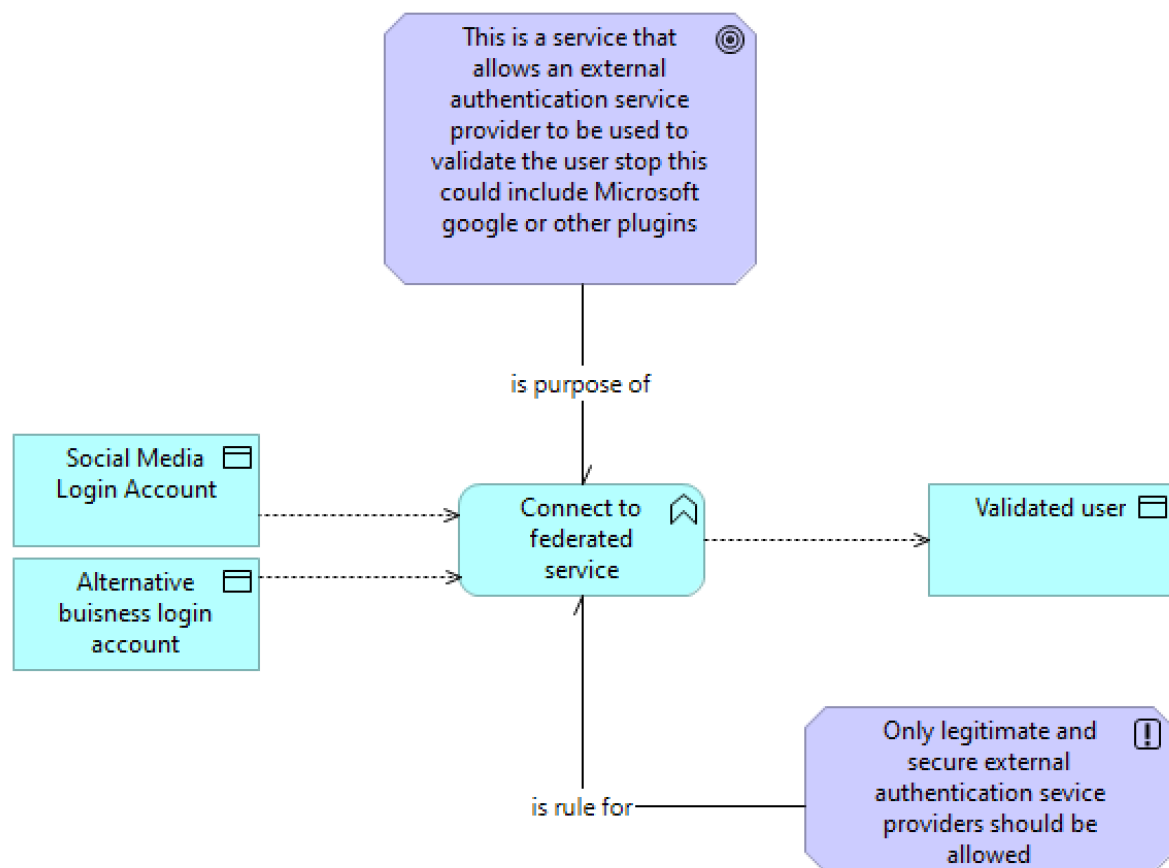 This is a service that
allows an external
authentication service
provider to be used to
validate the user stop this
could include Microsoft
google or other plugins
is purpose of
Social Media
Login Account
Alternative
buisness login
account
Connect to
federated
service
Validated user
is rule for
Only legitimate and
secure external
authentication sevice
providers should be
allowed